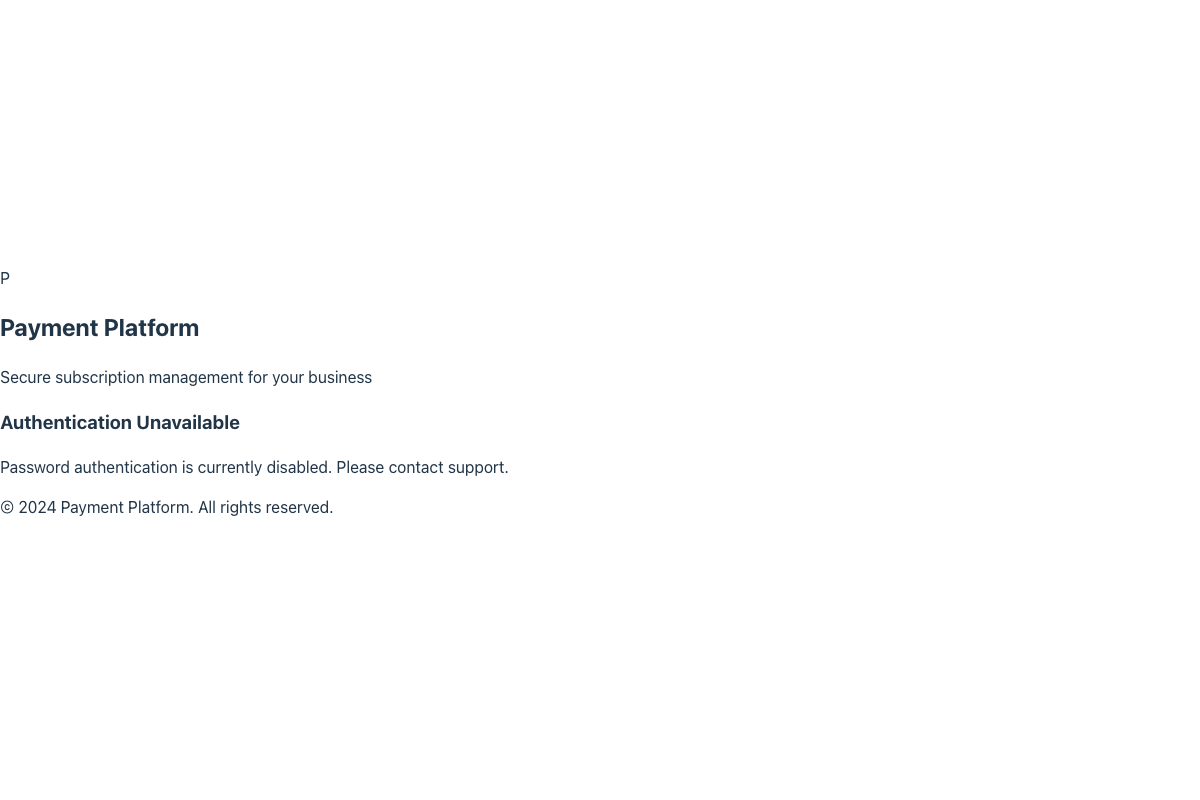 P
Payment Platform
Secure subscription management for your business
Authentication Unavailable
Password authentication is currently disabled. Please contact support.
© 2024 Payment Platform. All rights reserved.